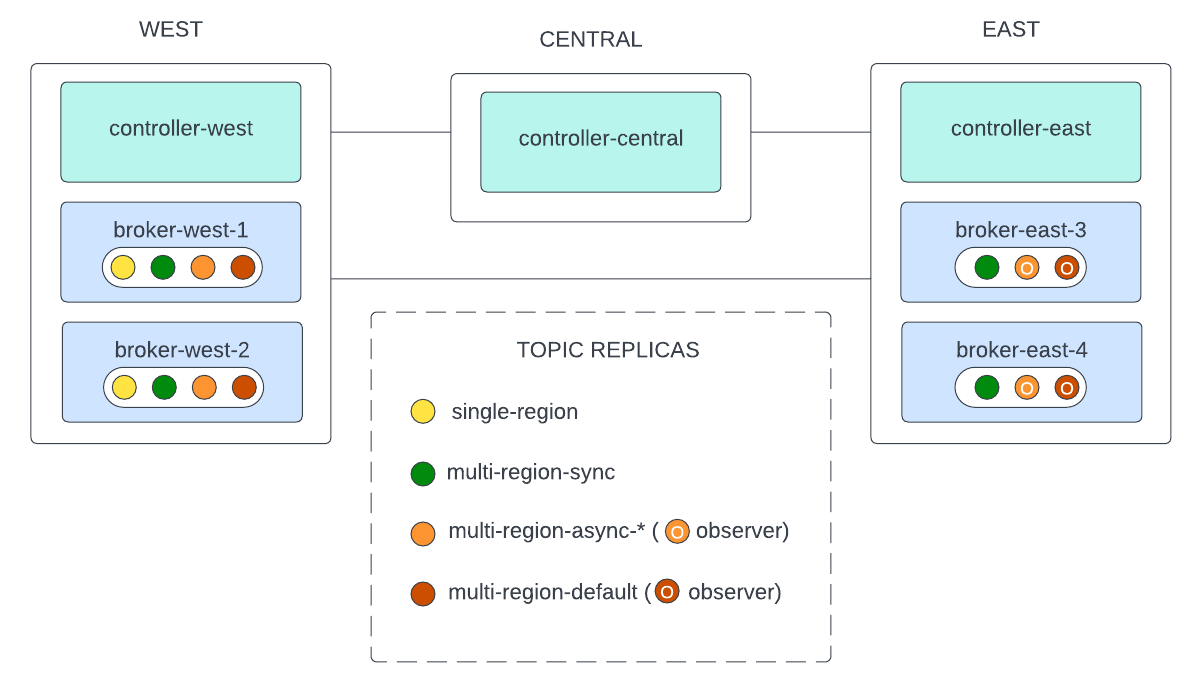 WEST
CENTRAL
EAST
controller-west
controller-central
controller-east
broker-west-1
broker-east-3
O O
broker-west-2
broker-east-4
O O
TOPIC REPLICAS
single-region
multi-region-sync
multi-region-async-* ( O observer)
multi-region-default ( O observer)